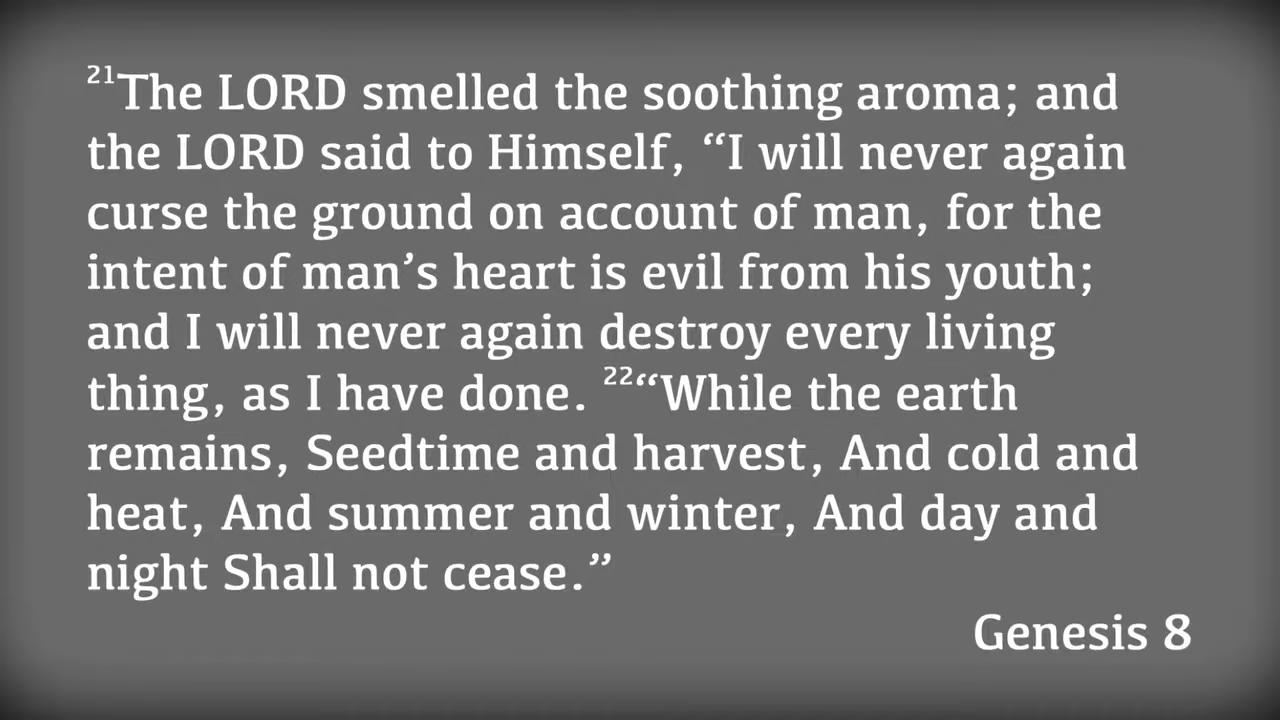 21The LORD smelled the soothing aroma; and
the LORD said to Himself, “I will never again
curse the ground on account of man, for the
intent of man’s heart is evil from his youth;
and I will never again destroy every living
thing, as I have done. 22“While the earth
remains, Seedtime and harvest, And cold and
heat, And summer and winter, And day and
night Shall not cease.”
Genesis 8